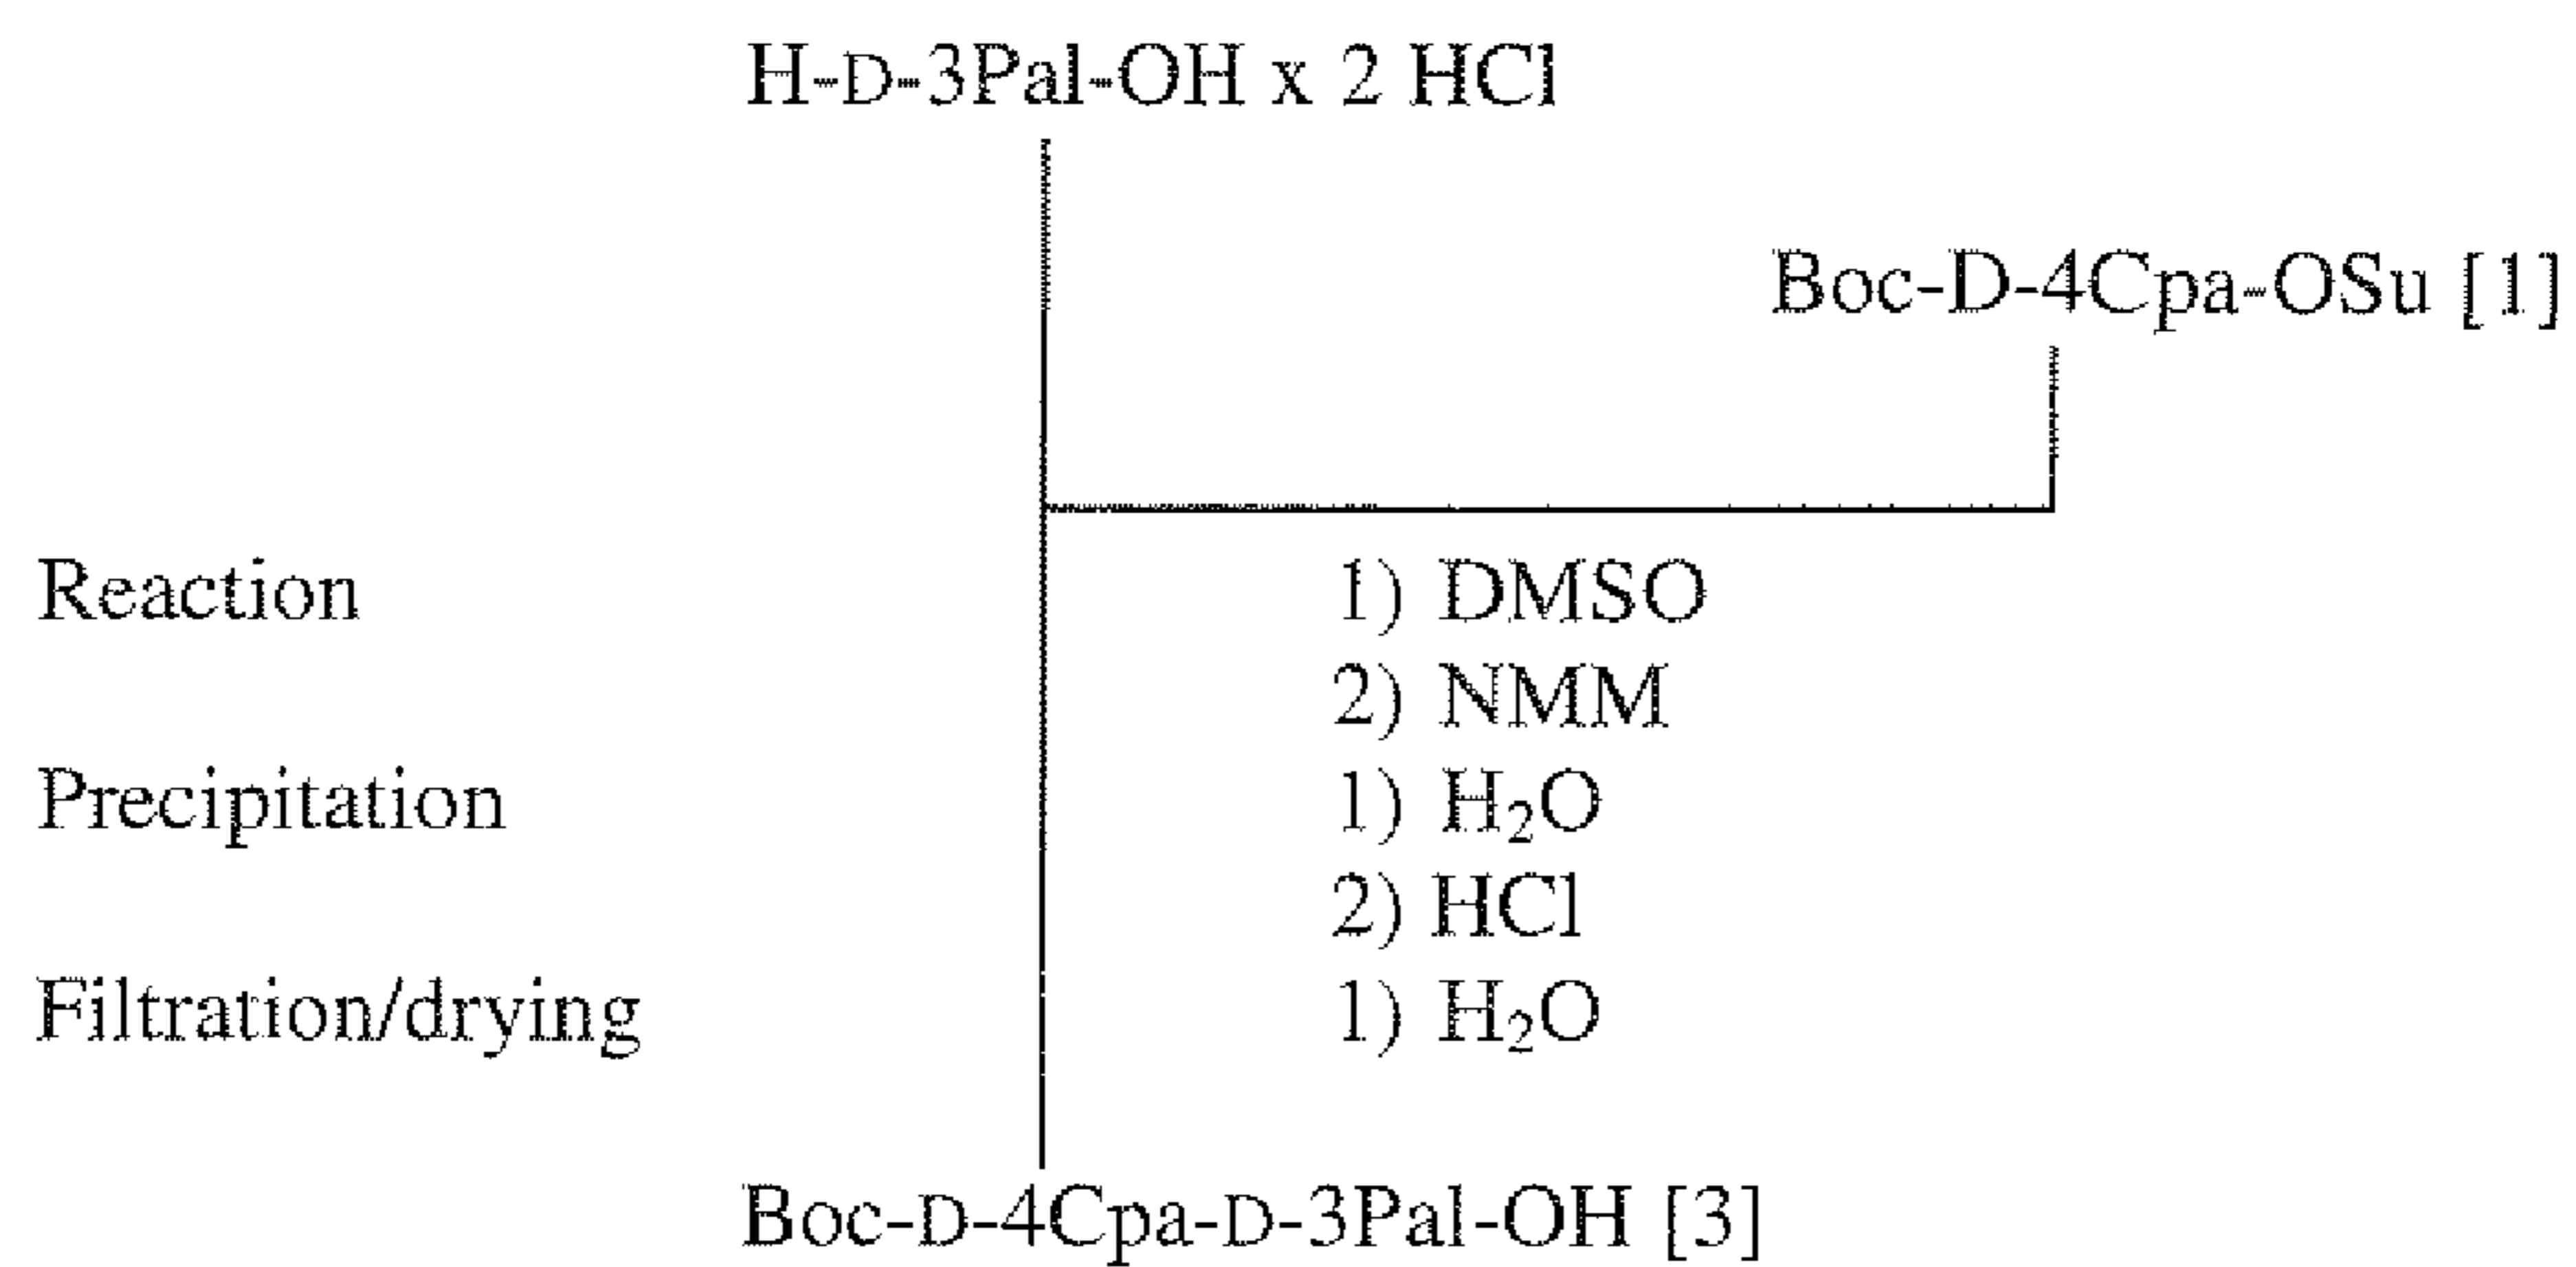 H-D-3Pal-OH x 2 HCl
Boc-D-4Cpa-OSu [1]
Reaction 1) DMSO
2) NMM
Precipitation 1) H₂O
2) HCl
Filtration/drying 1) H₂O
Boc-D-4Cpa-D-3Pal-OH [3]